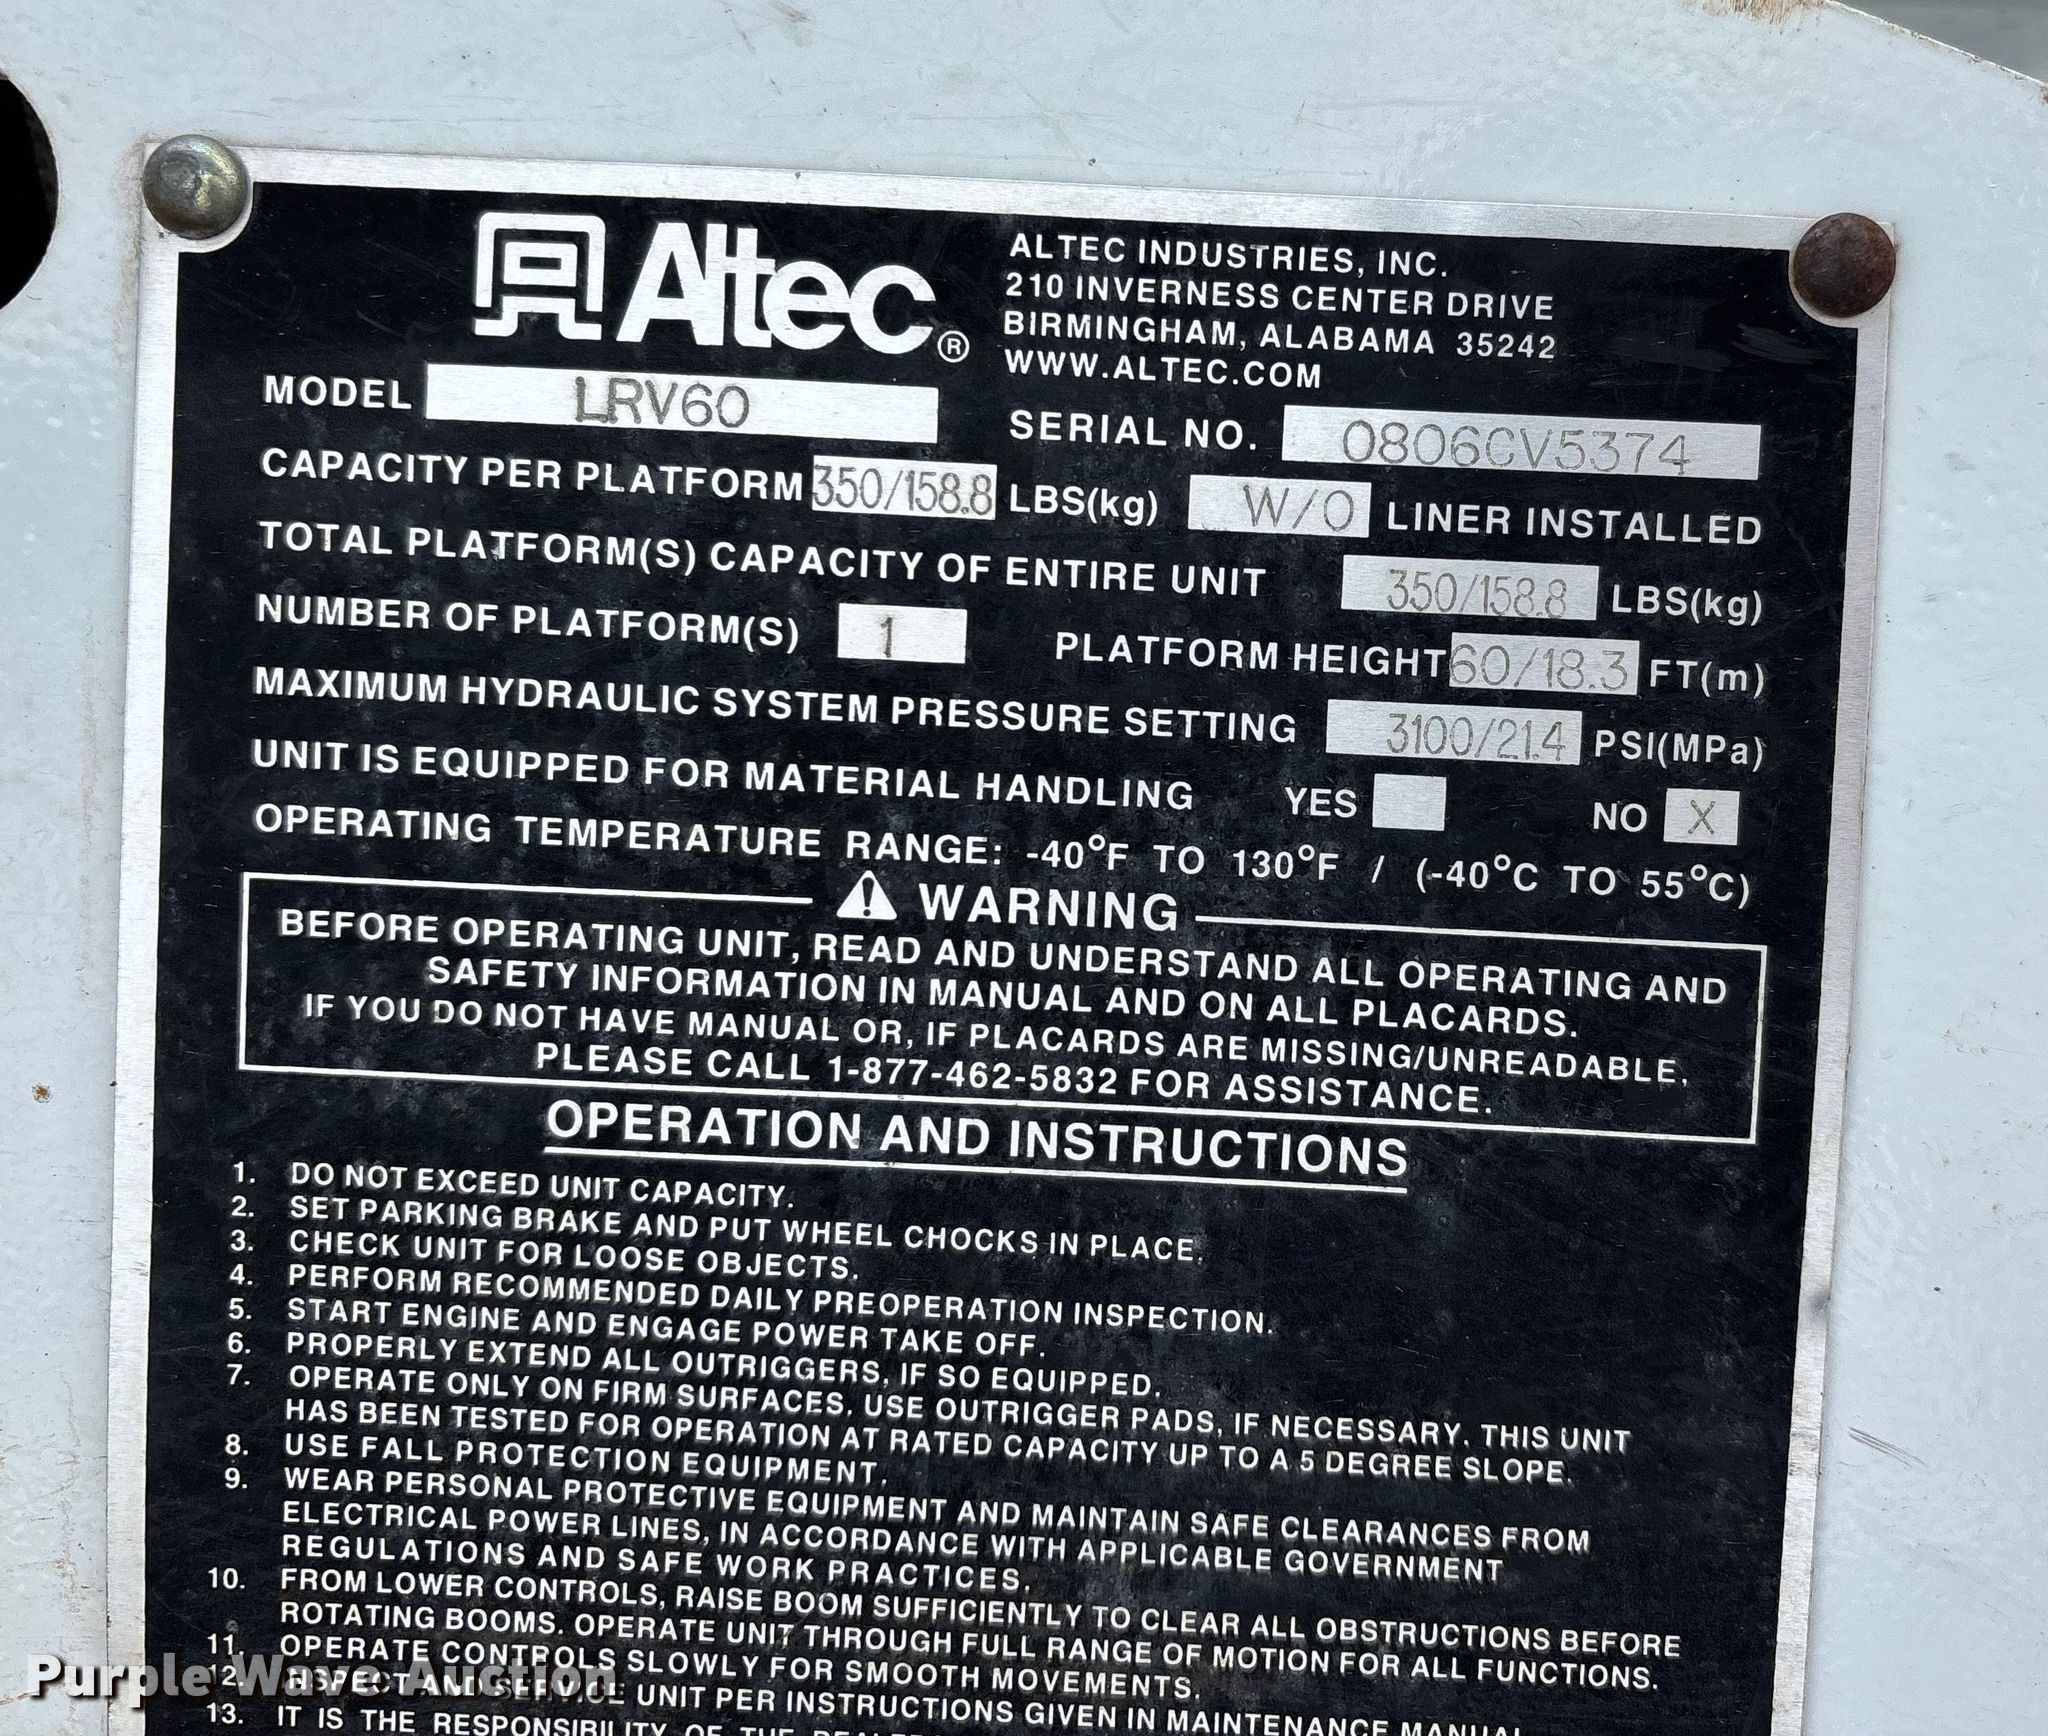 Altec®
ALTEC INDUSTRIES, INC.
210 INVERNESS CENTER DRIVE
BIRMINGHAM, ALABAMA 35242
WWW.ALTEC.COM
MODEL LRV60 SERIAL NO. 0806CV5374
CAPACITY PER PLATFORM 350/158.8 LBS(kg) W/O LINER INSTALLED
TOTAL PLATFORM(S) CAPACITY OF ENTIRE UNIT 350/158.8 LBS(kg)
NUMBER OF PLATFORM(S) 1 PLATFORM HEIGHT 60/18.3 FT(m)
MAXIMUM HYDRAULIC SYSTEM PRESSURE SETTING 3100/21.4 PSI(MPa)
UNIT IS EQUIPPED FOR MATERIAL HANDLING YES NO X
OPERATING TEMPERATURE RANGE: -40°F TO 130°F / (-40°C TO 55°C)
WARNING
BEFORE OPERATING UNIT, READ AND UNDERSTAND ALL OPERATING AND
SAFETY INFORMATION IN MANUAL AND ON ALL PLACARDS.
IF YOU DO NOT HAVE MANUAL OR, IF PLACARDS ARE MISSING/UNREADABLE,
PLEASE CALL 1-877-462-5832 FOR ASSISTANCE.
OPERATION AND INSTRUCTIONS
1. DO NOT EXCEED UNIT CAPACITY.
2. SET PARKING BRAKE AND PUT WHEEL CHOCKS IN PLACE.
3. CHECK UNIT FOR LOOSE OBJECTS.
4. PERFORM RECOMMENDED DAILY PREOPERATION INSPECTION.
5. START ENGINE AND ENGAGE POWER TAKE OFF.
6. PROPERLY EXTEND ALL OUTRIGGERS, IF SO EQUIPPED.
7. OPERATE ONLY ON FIRM SURFACES. USE OUTRIGGER PADS, IF NECESSARY. THIS UNIT
HAS BEEN TESTED FOR OPERATION AT RATED CAPACITY UP TO A 5 DEGREE SLOPE.
8. USE FALL PROTECTION EQUIPMENT.
9. WEAR PERSONAL PROTECTIVE EQUIPMENT AND MAINTAIN SAFE CLEARANCES FROM
ELECTRICAL POWER LINES, IN ACCORDANCE WITH APPLICABLE GOVERNMENT
REGULATIONS AND SAFE WORK PRACTICES.
10. FROM LOWER CONTROLS, RAISE BOOM SUFFICIENTLY TO CLEAR ALL OBSTRUCTIONS BEFORE
ROTATING BOOMS. OPERATE UNIT THROUGH FULL RANGE OF MOTION FOR ALL FUNCTIONS.
11. OPERATE CONTROLS SLOWLY FOR SMOOTH MOVEMENTS.
12. INSPECT AND SERVICE UNIT PER INSTRUCTIONS GIVEN IN MAINTENANCE MANUAL.
13. IT IS THE RESPONSIBILITY OF THE
Purple Wave Auction